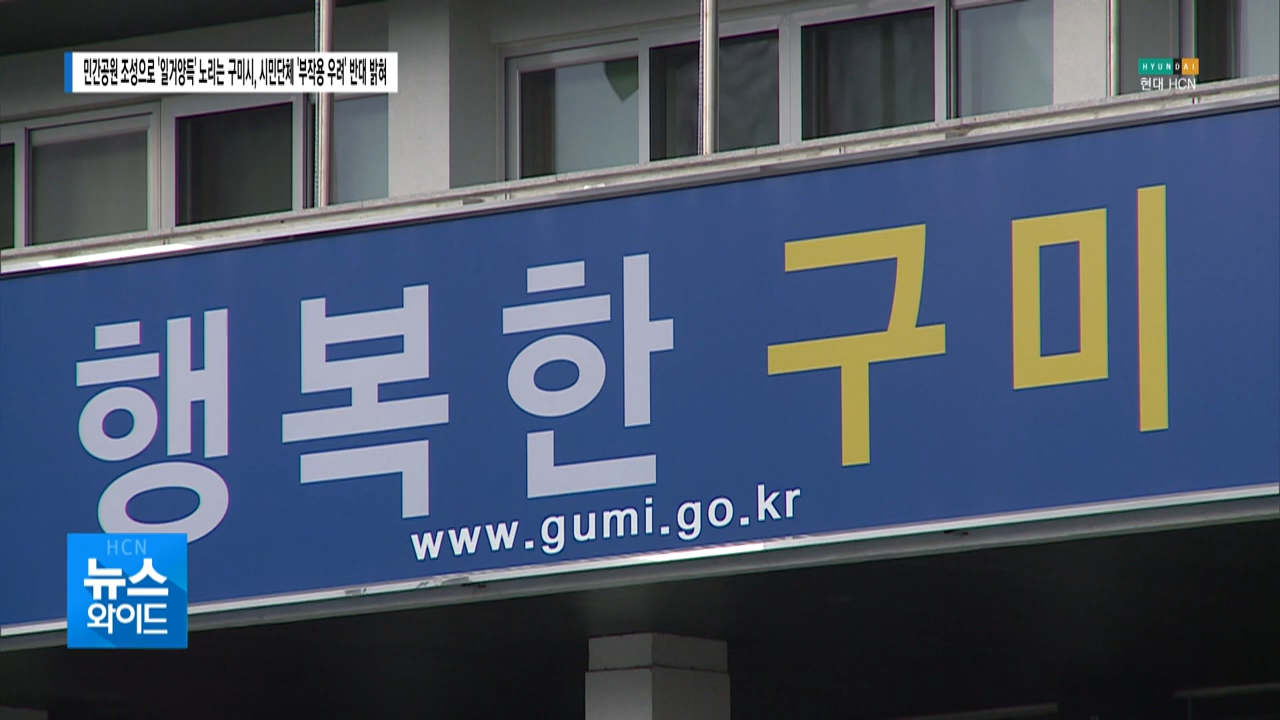 민간공원 조성으로 '일거양득' 노리는 구미시, 시민단체 '부작용 우려' 반대 밝혀
HYUNDAI
현대 HCN
행복한 구미
www.gumi.go.kr
HCN
뉴스
와이드